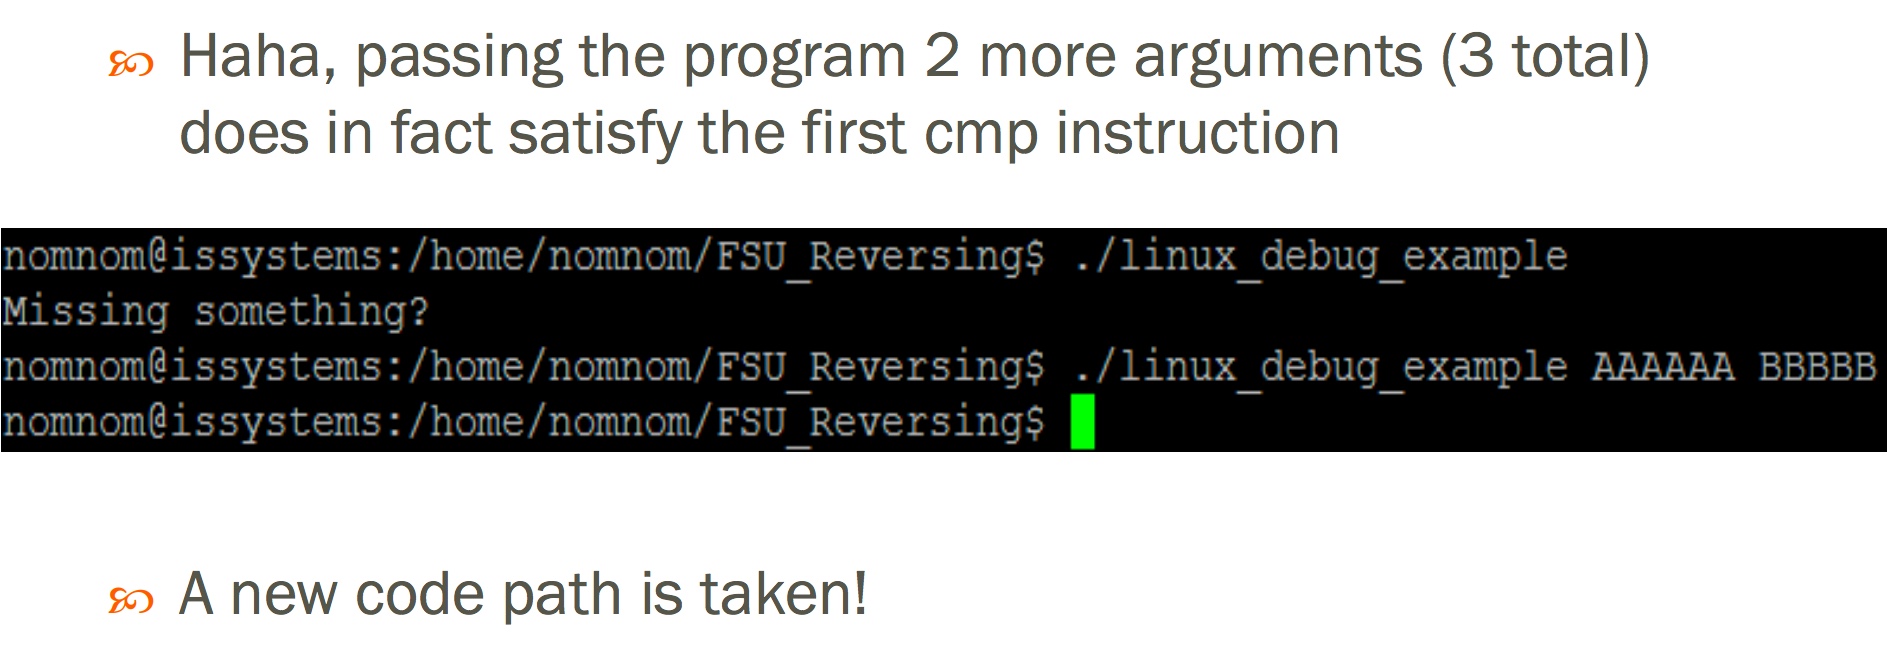 Haha, passing the program 2 more arguments (3 total)
does in fact satisfy the first cmp instruction
nomnom@issystems:/home/nomnom/FSU_Reversing$ ./linux_debug_example
Missing something?
nomnom@issystems:/home/nomnom/FSU_Reversing$ ./linux_debug_example AAAAAA BBBBB
nomnom@issystems:/home/nomnom/FSU_Reversing$
A new code path is taken!